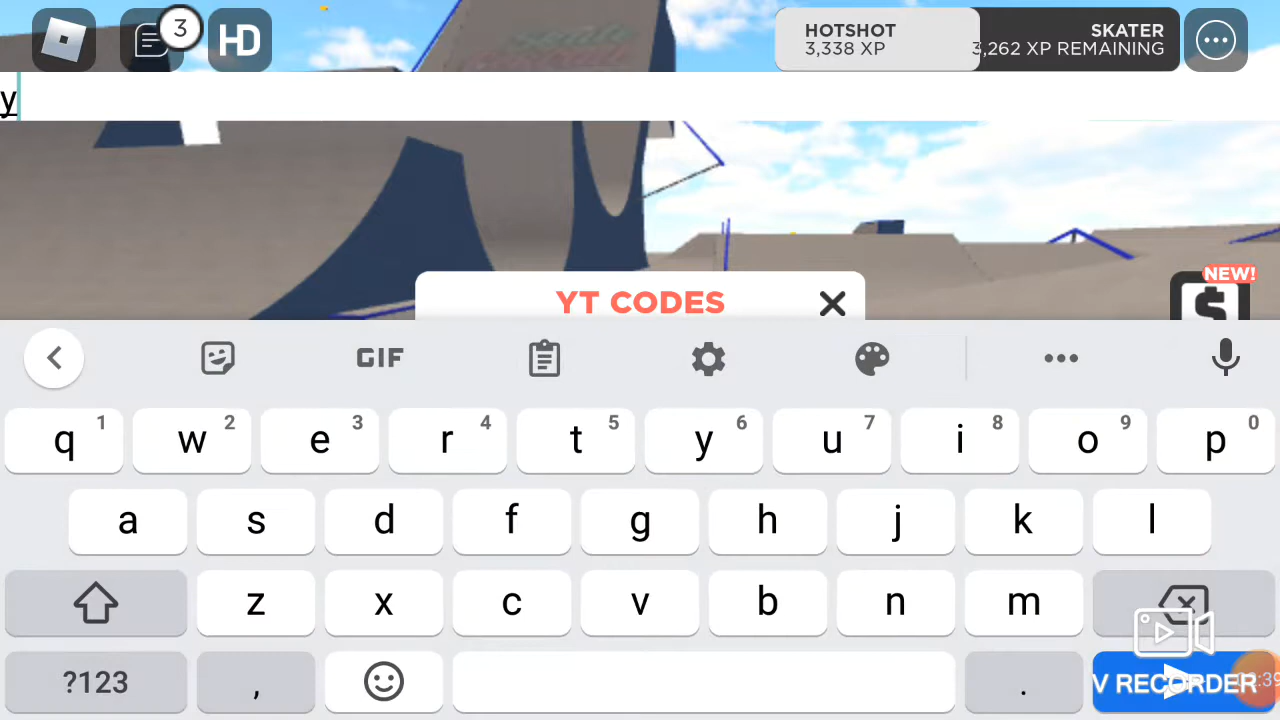 3
HD
HOTSHOT
3,338 XP
SKATER
3,262 XP REMAINING
y
YT CODES
NEW!
GIF
q 1 w 2 e 3 r 4 t 5 y 6 u 7 i 8 o 9 p 0
a s d f g h j k l
z x c v b n m
?123 , .
V RECORDER